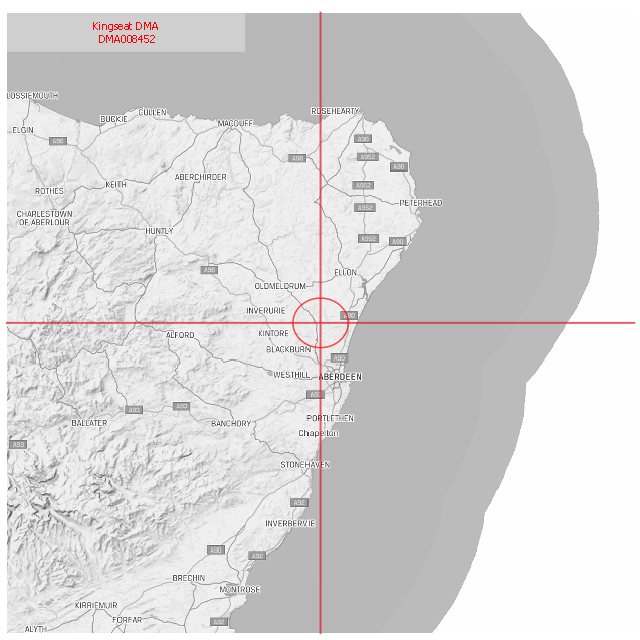 Kingseat DMA
DMA008452
LOSSIEMOUTH
ROSEHEARTY
CULLEN
BUCKIE
MACDUFF
ELGIN
A96
A90
A98
A952
A90
ABERCHIRDER
KEITH
A952
ROTHES
PETERHEAD
A952
CHARLESTOWN
OF ABERLOUR
HUNTLY
A952
A90
A96
ELLON
OLDMELDRUM
INVERURIE
A90
KINTORE
ALFORD
BLACKBURN
A90
WESTHILL
ABERDEEN
A93
A93
A93
PORTLETHEN
BALLATER
BANCHORY
Chapelton
A93
STONEHAVEN
A92
INVERBERVIE
A90
A92
BRECHIN
MONTROSE
KIRRIEMUIR
FORFAR
A92
ALYTH